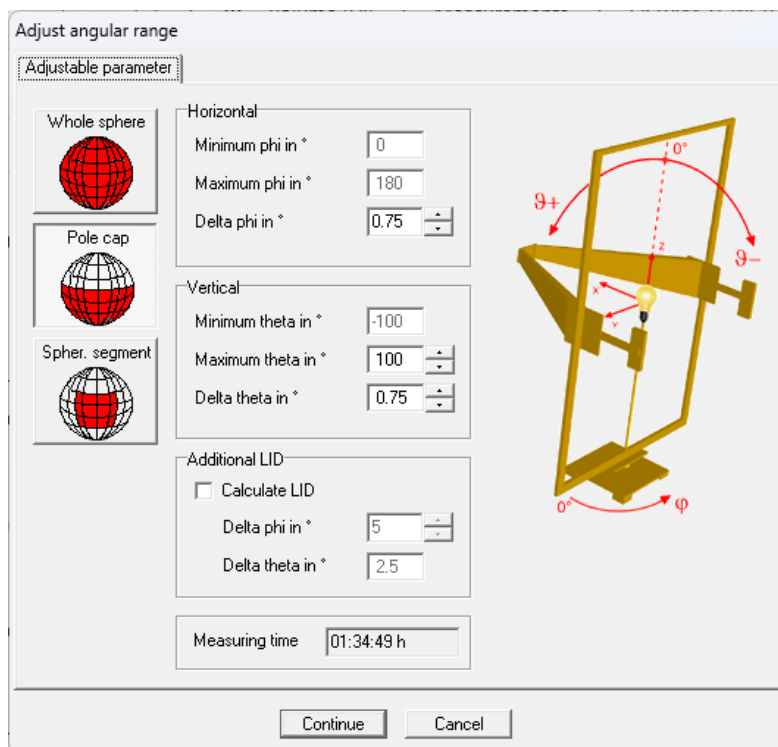 Adjust angular range
Adjustable parameter
Whole sphere
Pole cap
Spher. segment
Horizontal
Minimum phi in ° 0
Maximum phi in ° 180
Delta phi in ° 0.75
Vertical
Minimum theta in ° -100
Maximum theta in ° 100
Delta theta in ° 0.75
Additional LID
Calculate LID
Delta phi in ° 5
Delta theta in ° 2.5
Measuring time 01:34:49 h
0°
ϑ+
ϑ−
z
x
y
0°
φ
Continue
Cancel